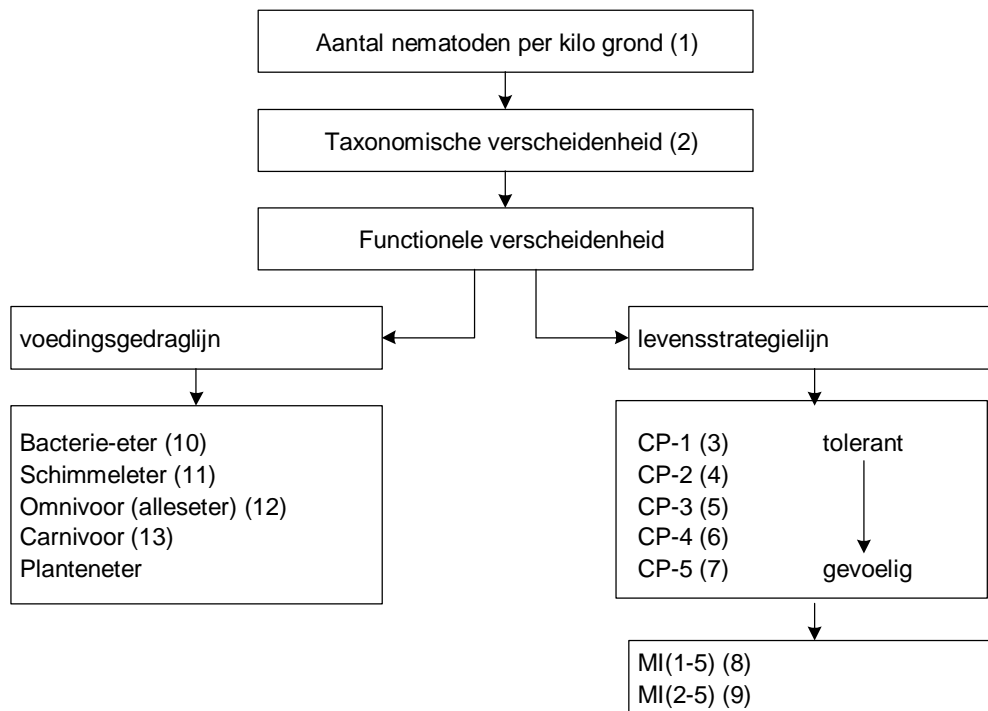 Aantal nematoden per kilo grond (1)
Taxonomische verscheidenheid (2)
Functionele verscheidenheid
voedingsgedraglijn
levensstrategielijn
Bacterie-eter (10)
Schimmeleter (11)
Omnivoor (alleseter) (12)
Carnivoor (13)
Planteneter
CP-1 (3) tolerant
CP-2 (4)
CP-3 (5)
CP-4 (6)
CP-5 (7) gevoelig
MI(1-5) (8)
MI(2-5) (9)